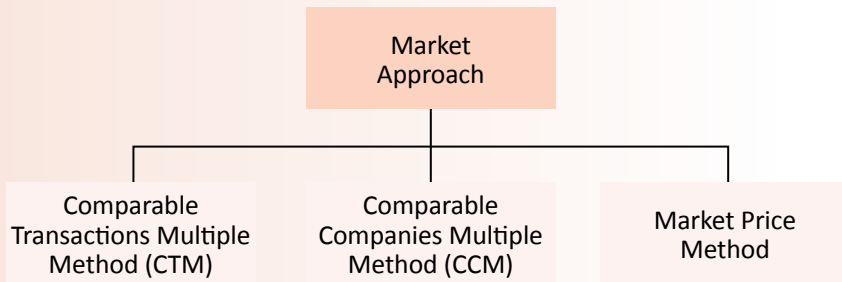 Market
Approach
Comparable
Transactions Multiple
Method (CTM)
Comparable
Companies Multiple
Method (CCM)
Market Price
Method